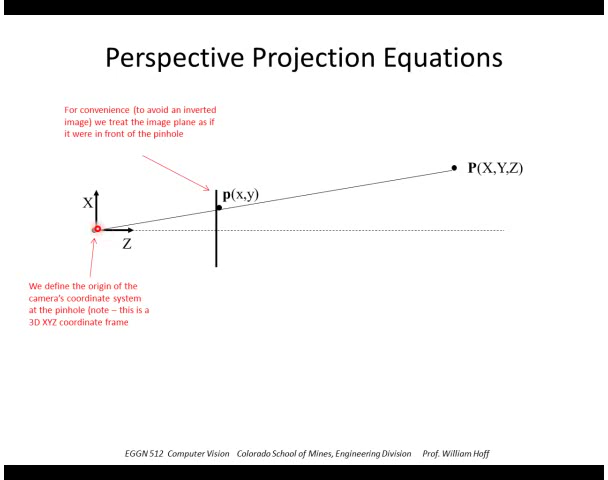 Perspective Projection Equations
For convenience (to avoid an inverted
image) we treat the image plane as if
it were in front of the pinhole
P(X,Y,Z)
p(x,y)
X
Z
We define the origin of the
camera's coordinate system
at the pinhole (note – this is a
3D XYZ coordinate frame
EGGN 512 Computer Vision Colorado School of Mines, Engineering Division Prof. William Hoff